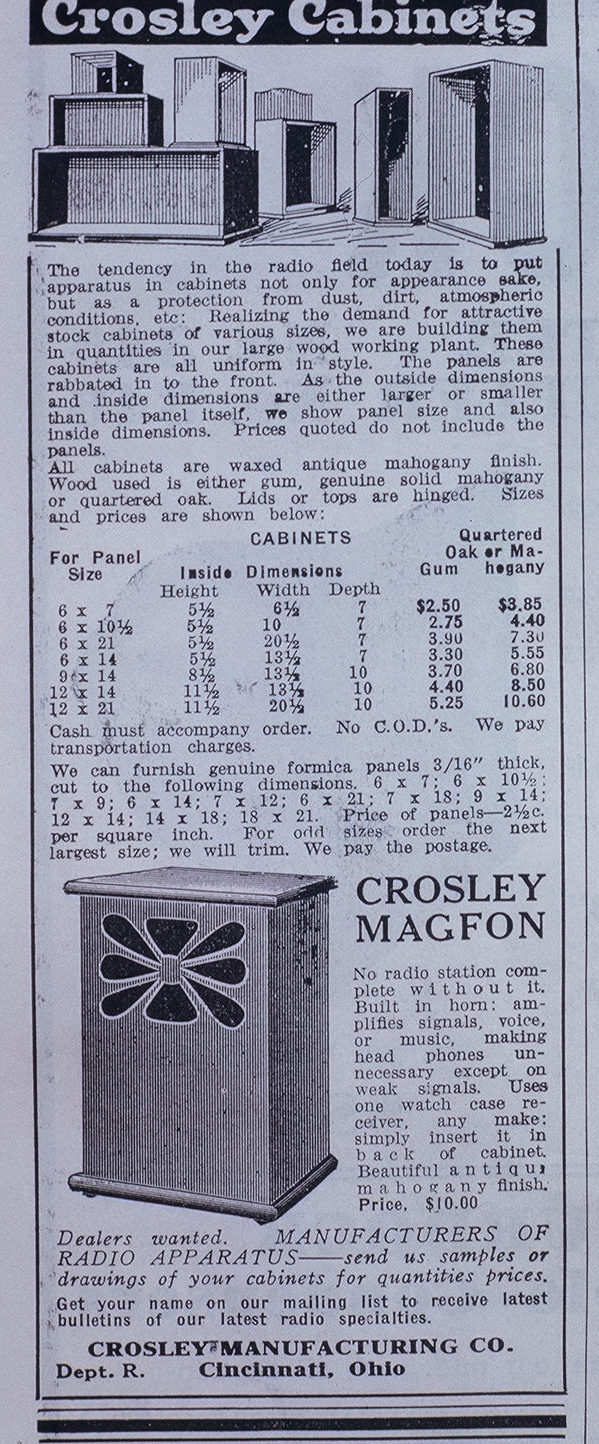 Crosley Cabinets
The tendency in the radio field today is to put
apparatus in cabinets not only for appearance sake,
but as a protection from dust, dirt, atmospheric
conditions, etc: Realizing the demand for attractive
stock cabinets of various sizes, we are building them
in quantities in our large wood working plant. These
cabinets are all uniform in style. The panels are
rabbated in to the front. As the outside dimensions
and inside dimensions are either larger or smaller
than the panel itself, we show panel size and also
inside dimensions. Prices quoted do not include the
panels.
All cabinets are waxed antique mahogany finish.
Wood used is either gum, genuine solid mahogany
or quartered oak. Lids or tops are hinged. Sizes
and prices are shown below:
CABINETS Quartered
For Panel Oak or Ma-
Size Inside Dimensions Gum hogany
Height Width Depth
6 x 7 5½ 6½ 7 $2.50 $3.85
6 x 10½ 5½ 10 7 2.75 4.40
6 x 21 5½ 20½ 7 3.90 7.30
6 x 14 5½ 13½ 7 3.30 5.55
9 x 14 8½ 13½ 10 3.70 6.80
12 x 14 11½ 13½ 10 4.40 8.50
12 x 21 11½ 20½ 10 5.25 10.60
Cash must accompany order. No C.O.D.'s. We pay
transportation charges.
We can furnish genuine formica panels 3/16" thick,
cut to the following dimensions. 6 x 7; 6 x 10½;
7 x 9; 6 x 14; 7 x 12; 6 x 21; 7 x 18; 9 x 14;
12 x 14; 14 x 18; 18 x 21. Price of panels—2½c.
per square inch. For odd sizes order the next
largest size; we will trim. We pay the postage.
CROSLEY
MAGFON
No radio station com-
plete without it.
Built in horn: am-
plifies signals, voice,
or music, making
head phones un-
necessary except on
weak signals. Uses
one watch case re-
ceiver, any make:
simply insert it in
back of cabinet.
Beautiful antique
mahogany finish.
Price, $10.00
Dealers wanted. MANUFACTURERS OF
RADIO APPARATUS——send us samples or
drawings of your cabinets for quantities prices.
Get your name on our mailing list to receive latest
bulletins of our latest radio specialties.
CROSLEY MANUFACTURING CO.
Dept. R. Cincinnati, Ohio